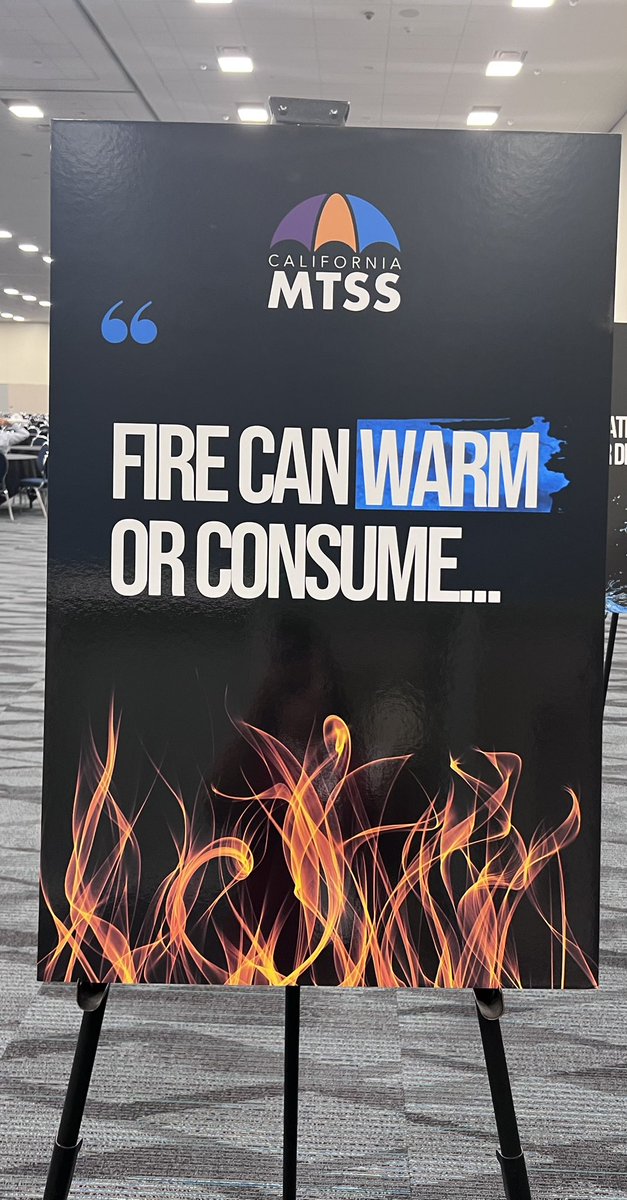 CALIFORNIA
MTSS
“
FIRE CAN WARM
OR CONSUME...